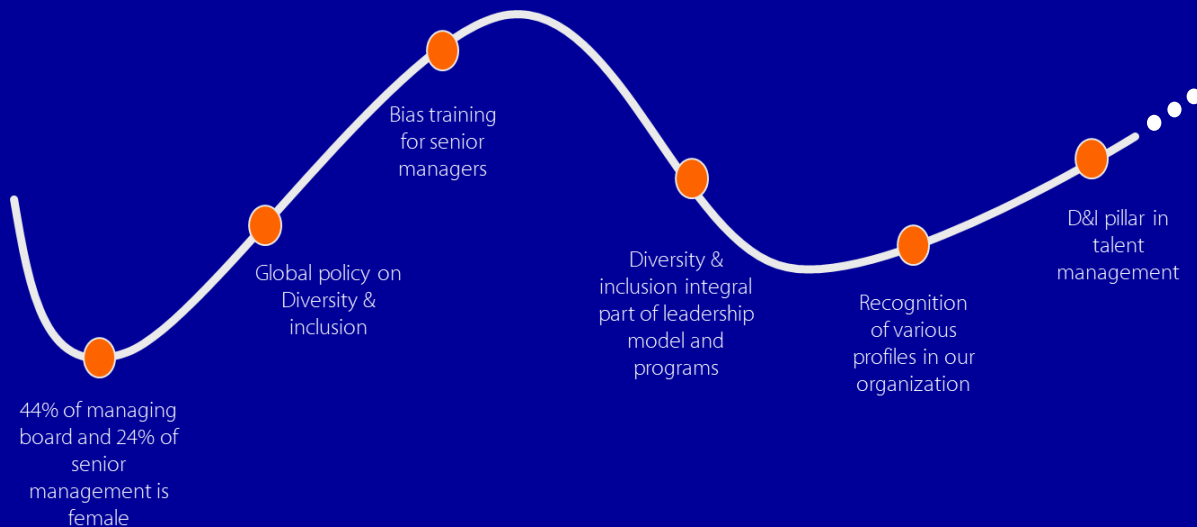 44% of managing
board and 24% of
senior
management is
female
Global policy on
Diversity &
inclusion
Bias training
for senior
managers
Diversity &
inclusion integral
part of leadership
model and
programs
Recognition
of various
profiles in our
organization
D&I pillar in
talent
management